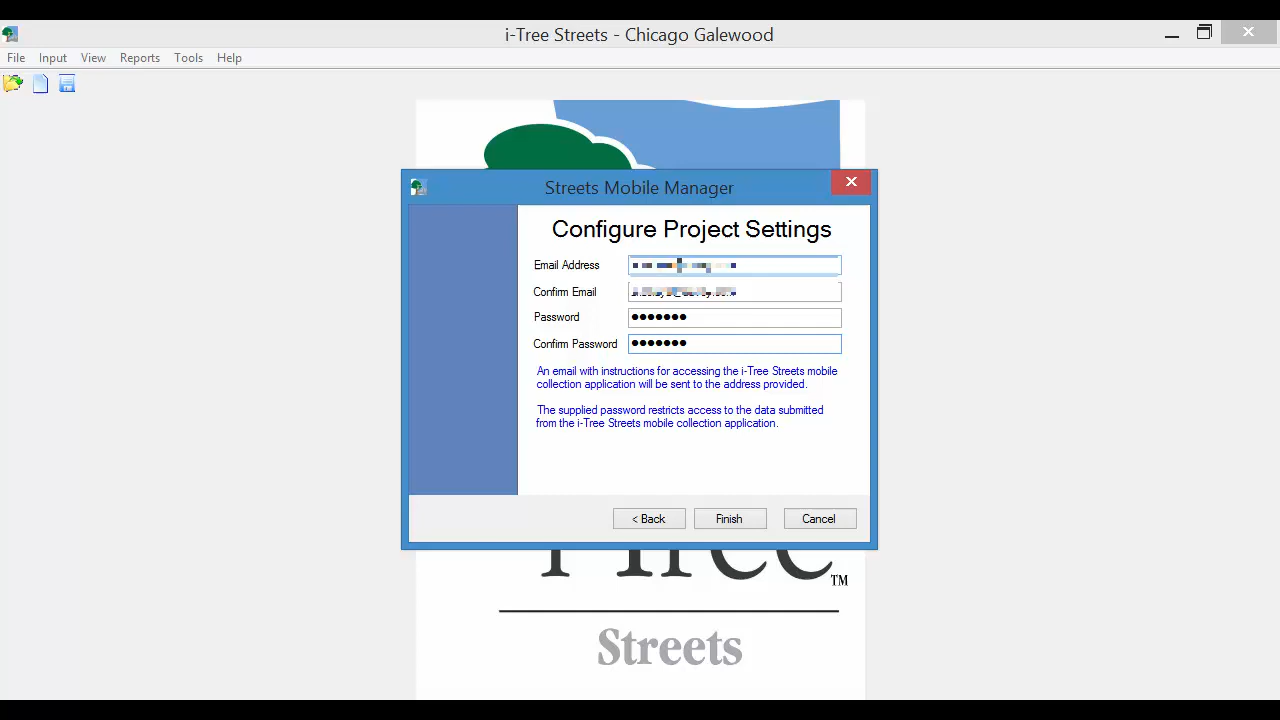 i-Tree Streets - Chicago Galewood
File Input View Reports Tools Help
Streets Mobile Manager
Configure Project Settings
Email Address
Confirm Email
Password ●●●●●●●
Confirm Password ●●●●●●●
An email with instructions for accessing the i-Tree Streets mobile
collection application will be sent to the address provided.
The supplied password restricts access to the data submitted
from the i-Tree Streets mobile collection application.
< Back Finish Cancel
i-Tree™
Streets